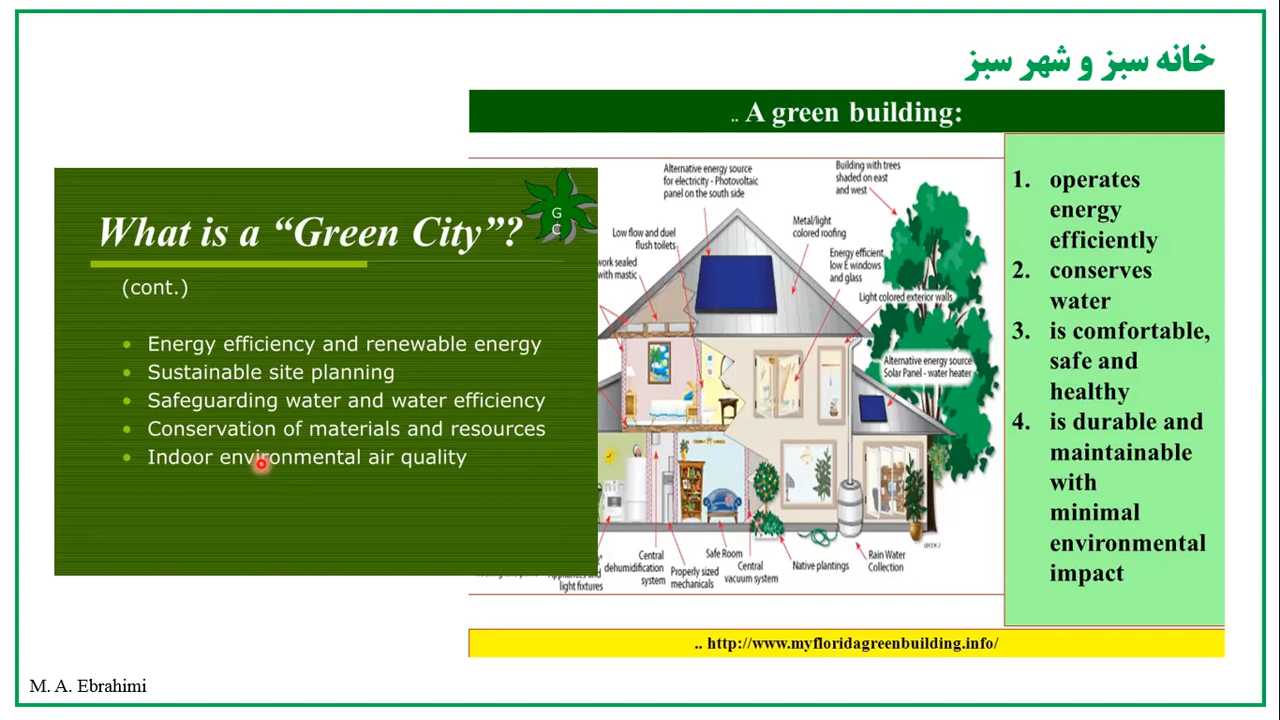 خانه سبز و شهر سبز
.. A green building:
What is a “Green City”?
G
C
(cont.)
• Energy efficiency and renewable energy
• Sustainable site planning
• Safeguarding water and water efficiency
• Conservation of materials and resources
• Indoor environmental air quality
Alternative energy source
for electricity - Photovoltaic
panel on the south side
Building with trees
shaded on east
and west
Metal/light
colored roofing
Low flow and duel
flush toilets
work sealed
with mastic
Energy efficient,
low E windows
and glass
Light colored exterior walls
Alternative energy source
Solar Panel - water heater
Central
dehumidification
system
Properly sized
mechanicals
Safe Room
Central
vacuum system
Native plantings
Rain Water
Collection
Appliances and
light fixtures
1. operates
energy
efficiently
2. conserves
water
3. is comfortable,
safe and
healthy
4. is durable and
maintainable
with
minimal
environmental
impact
.. http://www.myfloridagreenbuilding.info/
M. A. Ebrahimi